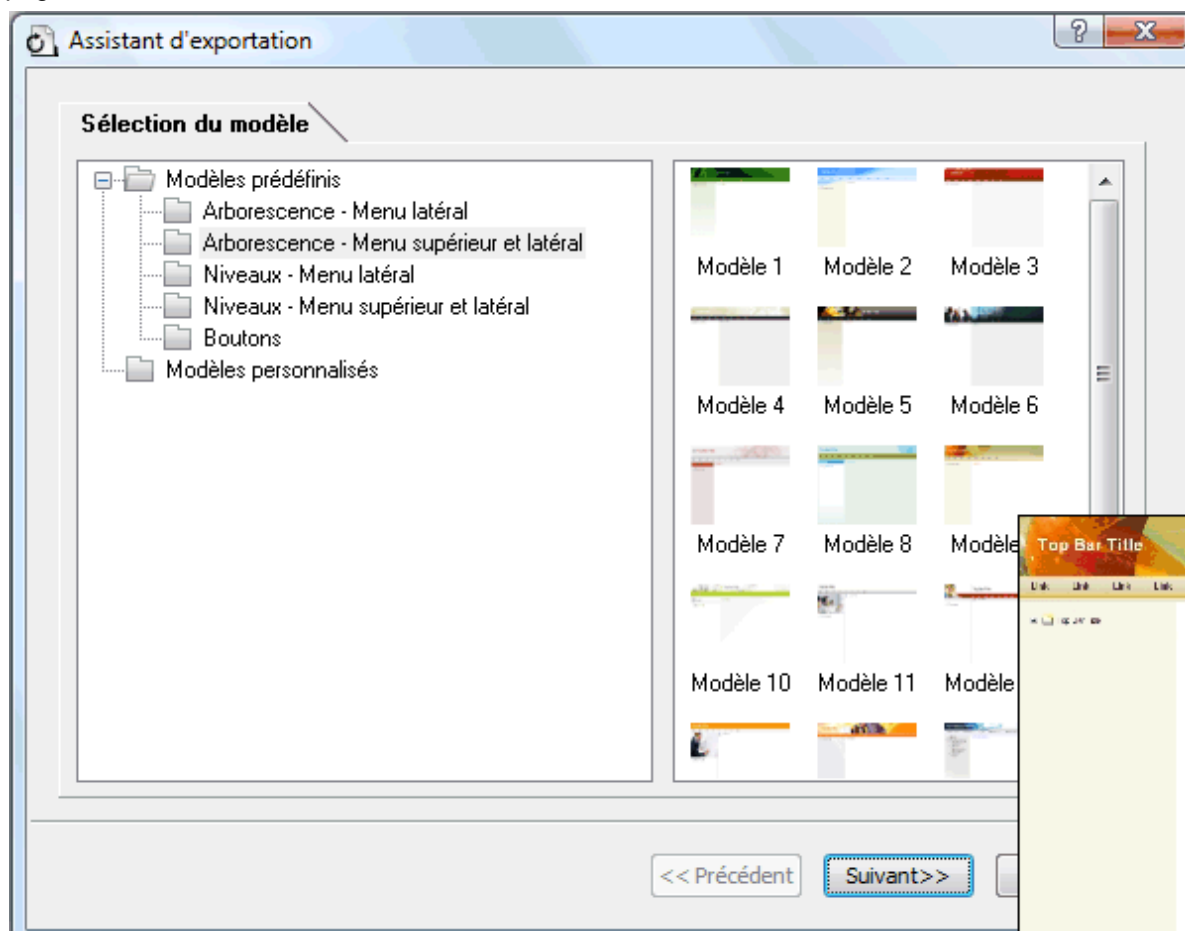 Assistant d'exportation
Sélection du modèle
Modèles prédéfinis
Arborescence - Menu latéral
Arborescence - Menu supérieur et latéral
Niveaux - Menu latéral
Niveaux - Menu supérieur et latéral
Boutons
Modèles personnalisés
Modèle 1 Modèle 2 Modèle 3
Modèle 4 Modèle 5 Modèle 6
Modèle 7 Modèle 8 Modèle
Top Bar Title
Link Link Link Link
Modèle 10 Modèle 11 Modèle
<< Précédent Suivant>>